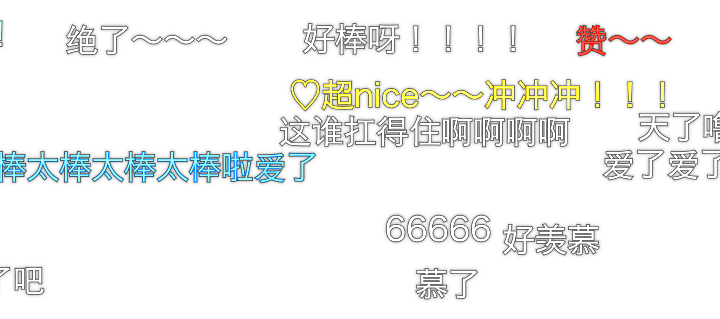 ！
绝了～～～
好棒呀！！！！
赞～～
♡超nice～～冲冲冲！！！
这谁扛得住啊啊啊啊
天了噜
棒太棒太棒太棒啦爱了
爱了爱了
66666
好羡慕
了吧
慕了